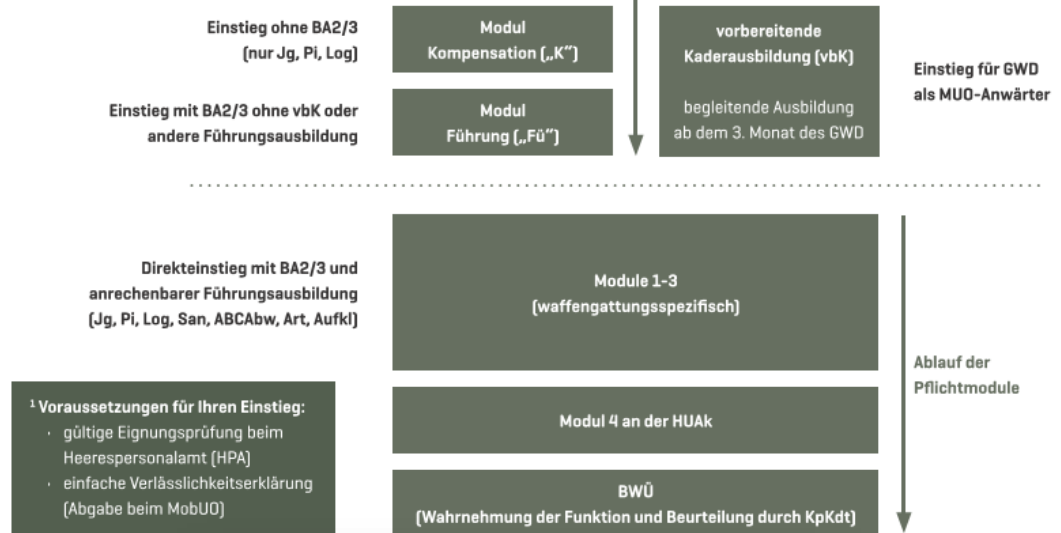 Einstieg ohne BA2/3
(nur Jg, Pi, Log)
Modul
Kompensation („K“)
vorbereitende
Kaderausbildung (vbK)
begleitende Ausbildung
ab dem 3. Monat des GWD
Einstieg für GWD
als MUO-Anwärter
Einstieg mit BA2/3 ohne vbK oder
andere Führungsausbildung
Modul
Führung („Fü“)
Direkteinstieg mit BA2/3 und
anrechenbarer Führungsausbildung
(Jg, Pi, Log, San, ABCAbw, Art, Aufkl)
Module 1-3
(waffengattungsspezifisch)
Ablauf der
Pflichtmodule
¹ Voraussetzungen für Ihren Einstieg:
· gültige Eignungsprüfung beim
Heerespersonalamt (HPA)
· einfache Verlässlichkeitserklärung
(Abgabe beim MobUO)
Modul 4 an der HUAk
BWÜ
(Wahrnehmung der Funktion und Beurteilung durch KpKdt)